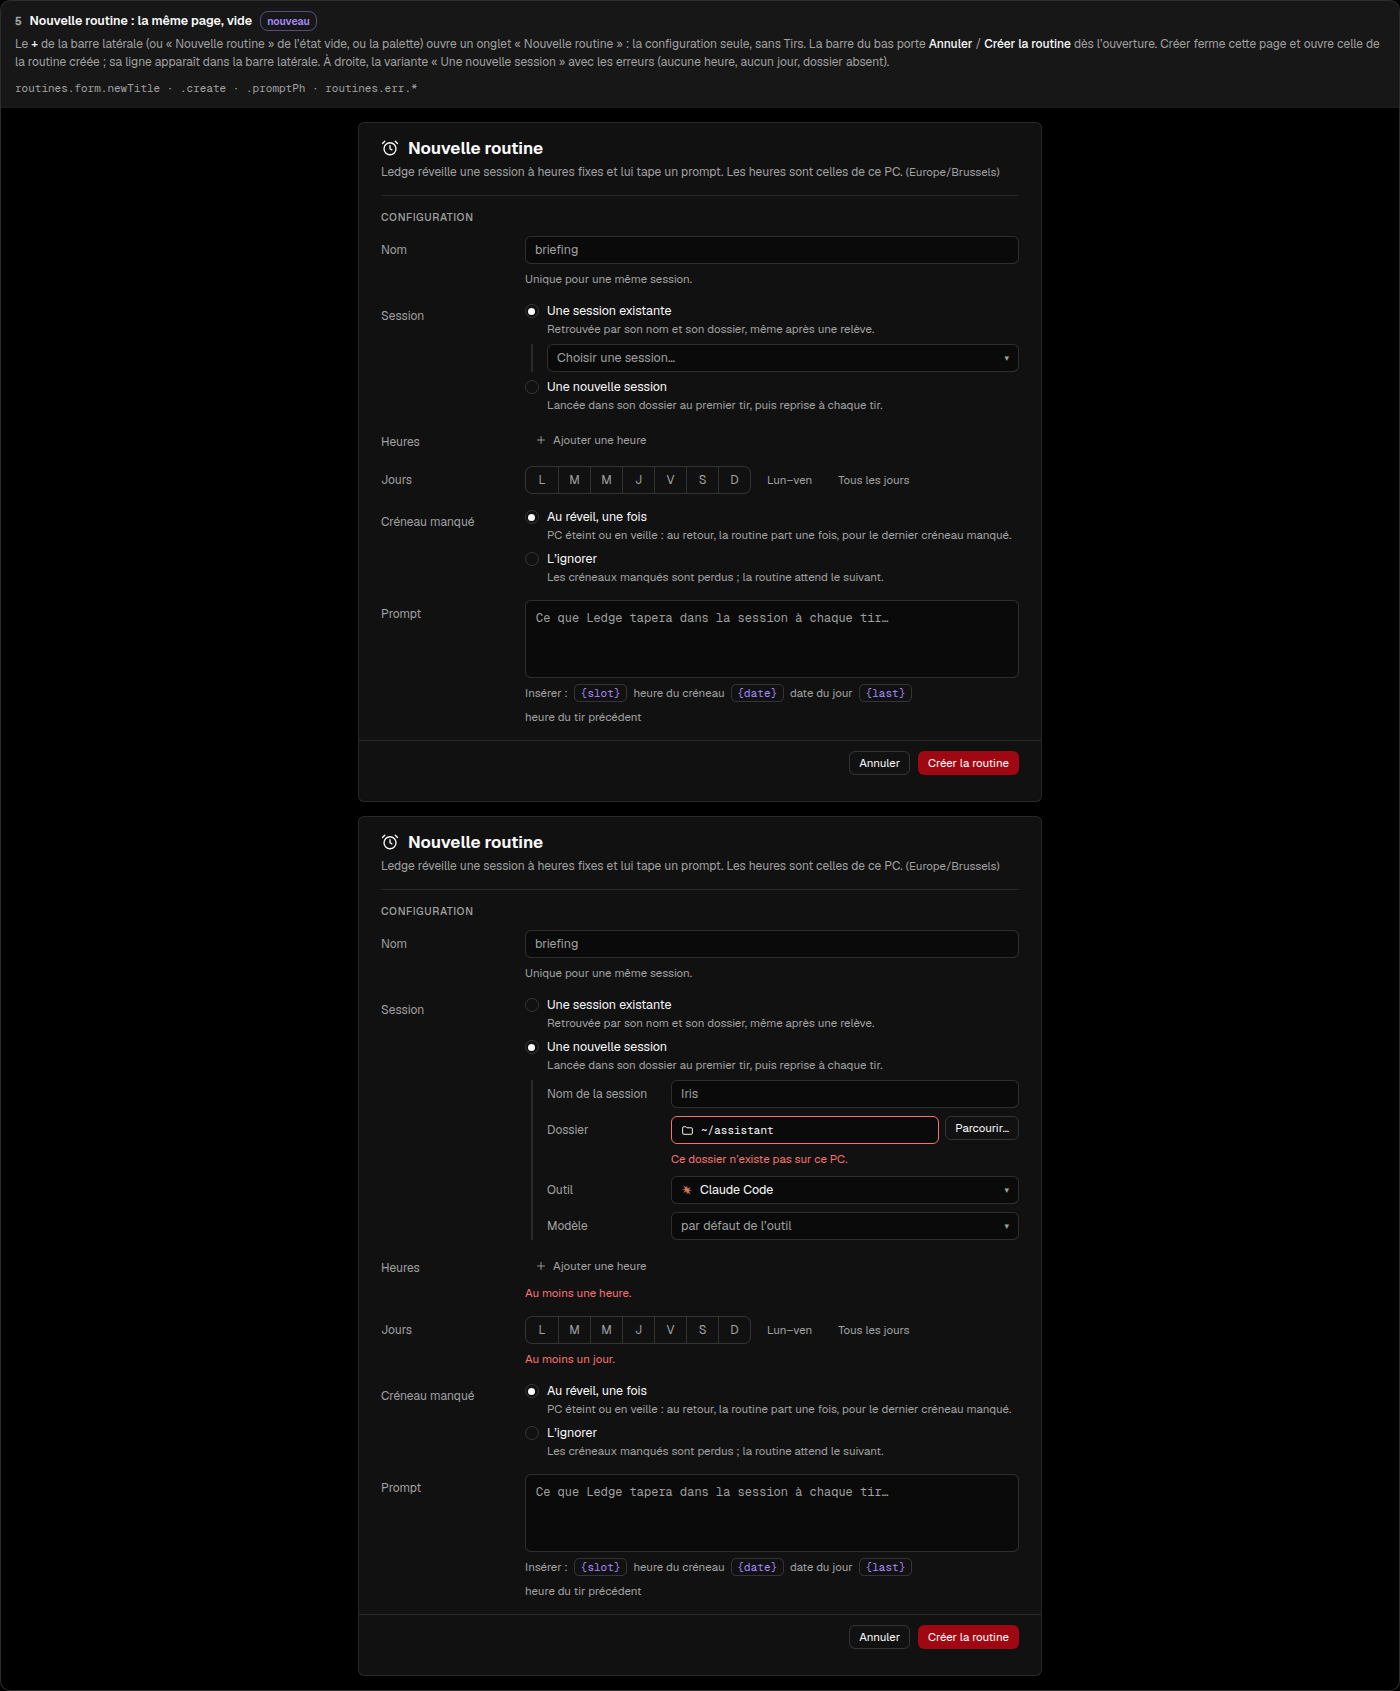 5 Nouvelle routine : la même page, vide nouveau
Le + de la barre latérale (ou « Nouvelle routine » de l'état vide, ou la palette) ouvre un onglet « Nouvelle routine » : la configuration seule, sans Tirs. La barre du bas porte Annuler / Créer la routine dès l'ouverture. Créer ferme cette page et ouvre celle de
la routine créée ; sa ligne apparaît dans la barre latérale. À droite, la variante « Une nouvelle session » avec les erreurs (aucune heure, aucun jour, dossier absent).
routines.form.newTitle · .create · .promptPh · routines.err.*
Nouvelle routine
Ledge réveille une session à heures fixes et lui tape un prompt. Les heures sont celles de ce PC. (Europe/Brussels)
CONFIGURATION
Nom
briefing
Unique pour une même session.
Session
Une session existante
Retrouvée par son nom et son dossier, même après une relève.
Choisir une session…
Une nouvelle session
Lancée dans son dossier au premier tir, puis reprise à chaque tir.
Heures
+ Ajouter une heure
Jours
L M M J V S D Lun–ven Tous les jours
Créneau manqué
Au réveil, une fois
PC éteint ou en veille : au retour, la routine part une fois, pour le dernier créneau manqué.
L'ignorer
Les créneaux manqués sont perdus ; la routine attend le suivant.
Prompt
Ce que Ledge tapera dans la session à chaque tir…
Insérer : {slot} heure du créneau {date} date du jour {last}
heure du tir précédent
Annuler Créer la routine
Nouvelle routine
Ledge réveille une session à heures fixes et lui tape un prompt. Les heures sont celles de ce PC. (Europe/Brussels)
CONFIGURATION
Nom
briefing
Unique pour une même session.
Session
Une session existante
Retrouvée par son nom et son dossier, même après une relève.
Une nouvelle session
Lancée dans son dossier au premier tir, puis reprise à chaque tir.
Nom de la session
Iris
Dossier
~/assistant
Parcourir…
Ce dossier n'existe pas sur ce PC.
Outil
Claude Code
Modèle
par défaut de l'outil
Heures
+ Ajouter une heure
Au moins une heure.
Jours
L M M J V S D Lun–ven Tous les jours
Au moins un jour.
Créneau manqué
Au réveil, une fois
PC éteint ou en veille : au retour, la routine part une fois, pour le dernier créneau manqué.
L'ignorer
Les créneaux manqués sont perdus ; la routine attend le suivant.
Prompt
Ce que Ledge tapera dans la session à chaque tir…
Insérer : {slot} heure du créneau {date} date du jour {last}
heure du tir précédent
Annuler Créer la routine